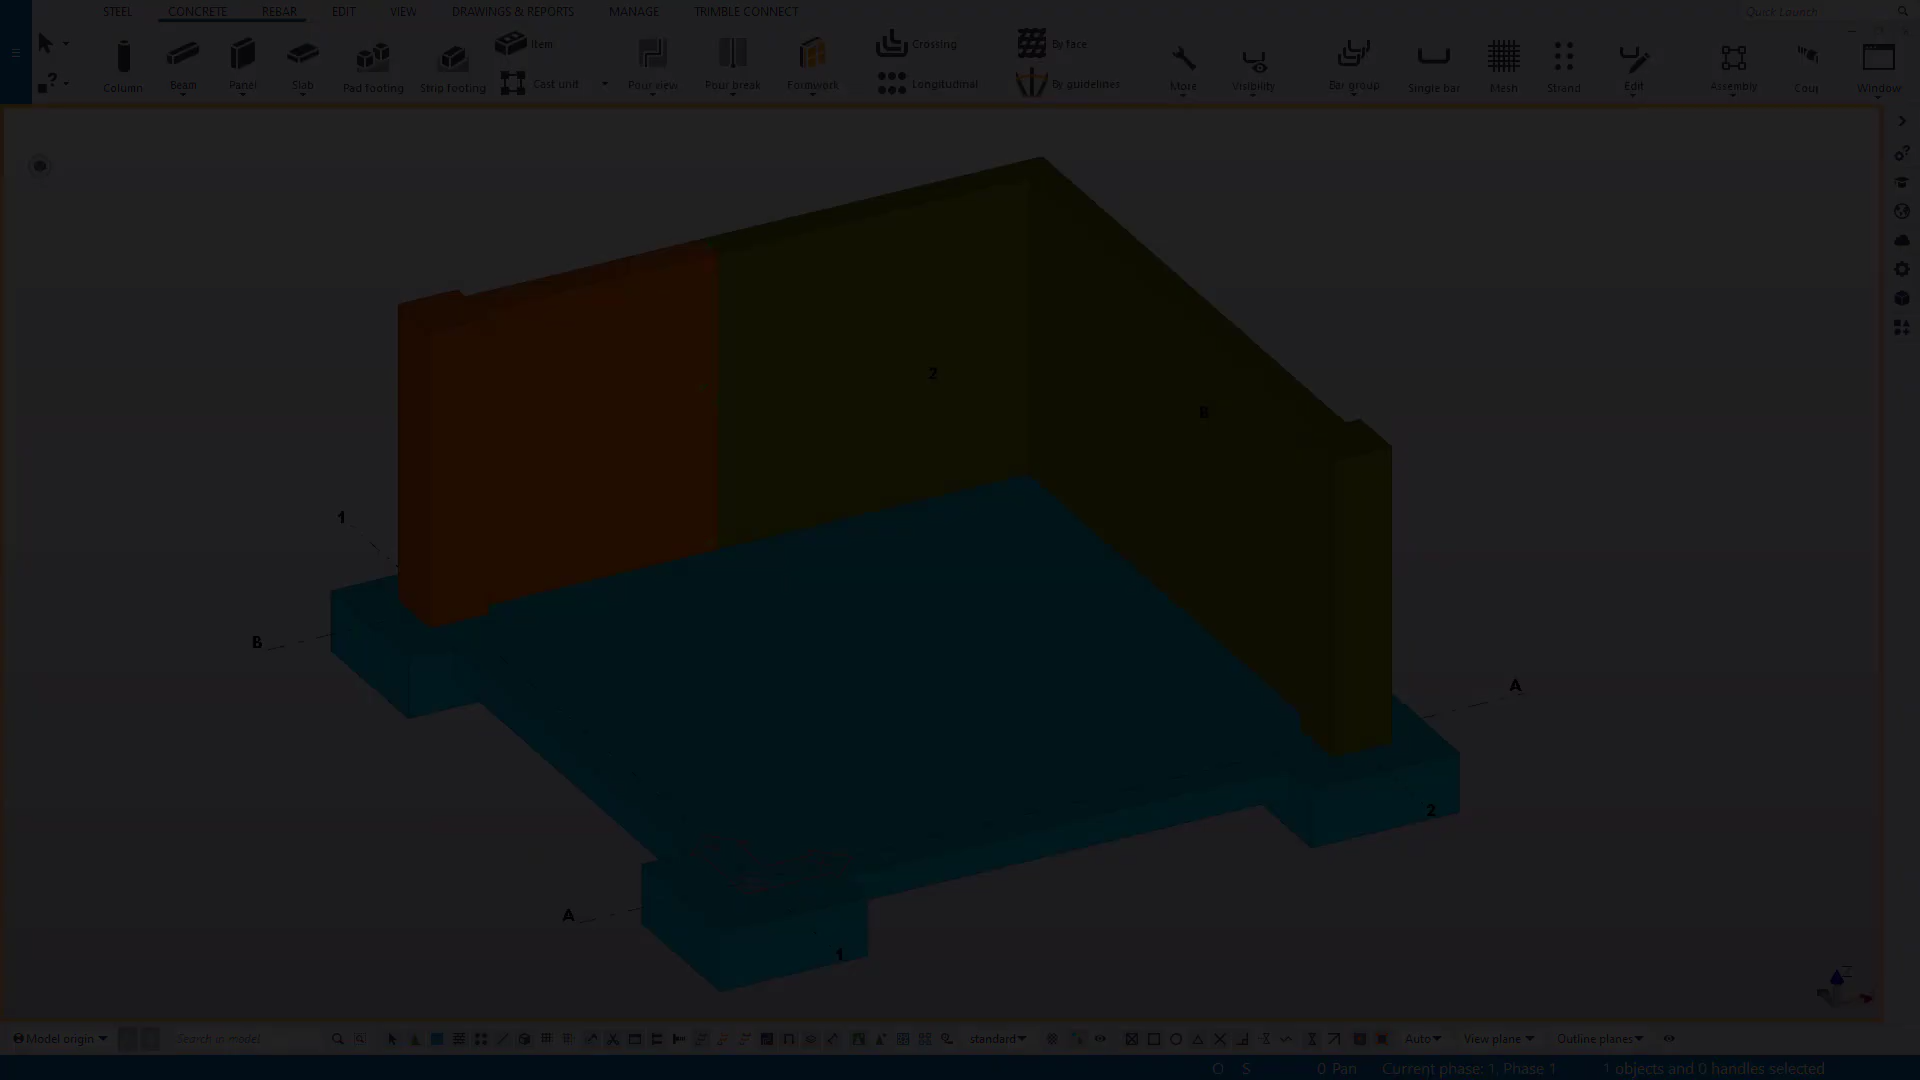 STEEL CONCRETE REBAR EDIT VIEW DRAWINGS & REPORTS MANAGE TRIMBLE CONNECT Quick Launch
Item Crossing By face
Column Beam Panel Slab Pad footing Strip footing Cast unit Pour view Pour break Formwork Longitudinal By guidelines More Visibility Bar group Single bar Mesh Strand Edit Assembly Coup Window
2
B
1
B
A
2
A
1
Z
Model origin Search in model standard Auto View plane Outline planes
O S 0 Pan Current phase: 1, Phase 1 1 objects and 0 handles selected